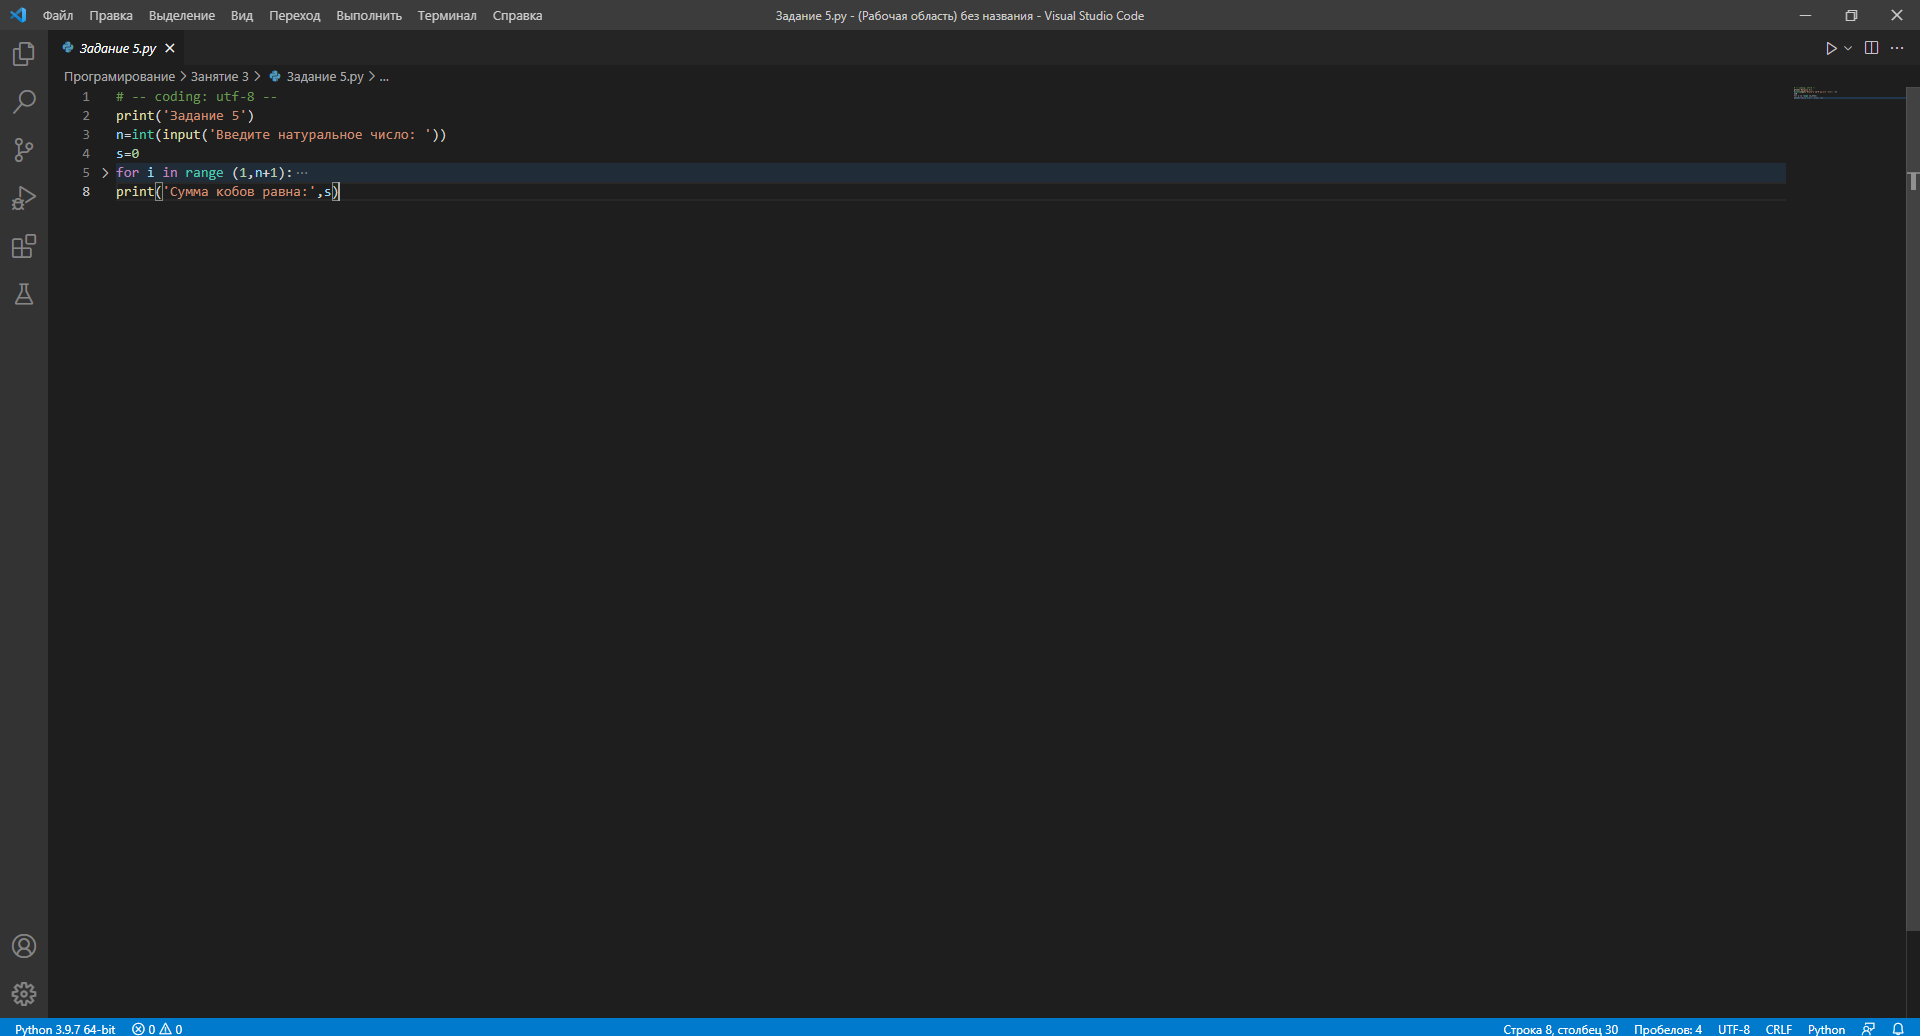 Файл Правка Выделение Вид Переход Выполнить Терминал Справка
Задание 5.py - (Рабочая область) без названия - Visual Studio Code
Задание 5.py
Програмирование > Занятие 3 > Задание 5.py > ...
1 # -- coding: utf-8 --
2 print('Задание 5')
3 n=int(input('Введите натуральное число: '))
4 s=0
5 for i in range (1,n+1): ···
8 print('Сумма кобов равна:',s)
Python 3.9.7 64-bit 0 0 Строка 8, столбец 30 Пробелов: 4 UTF-8 CRLF Python